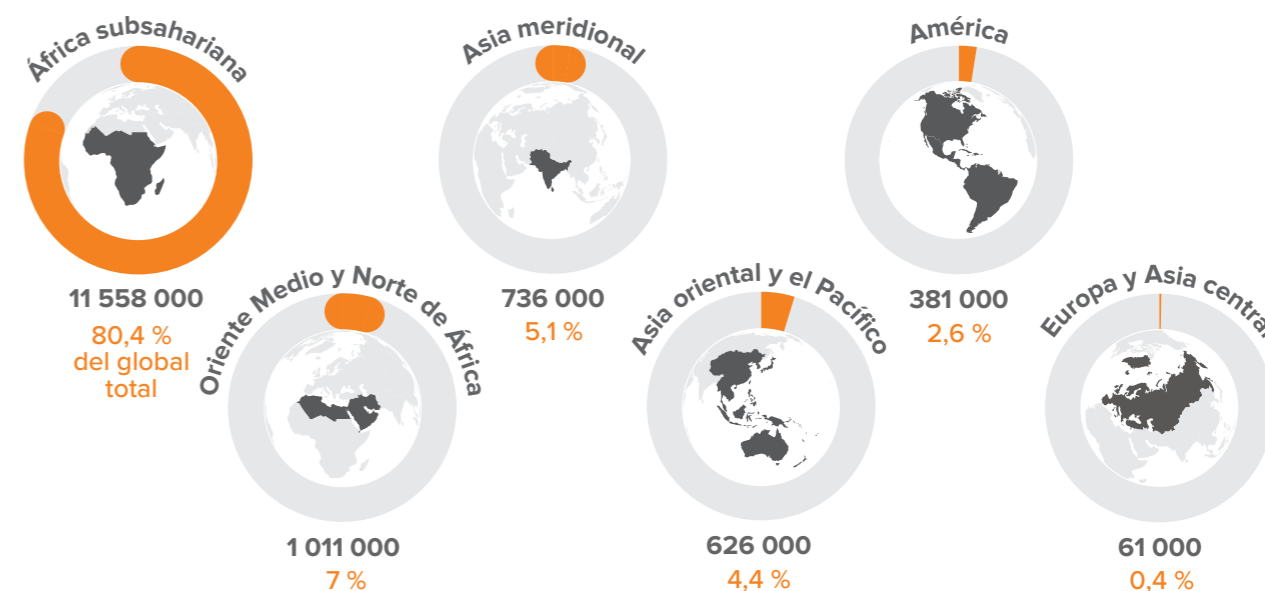 África subsahariana
11 558 000
80,4 %
del global
total
Oriente Medio y Norte de África
1 011 000
7 %
Asia meridional
736 000
5,1 %
Asia oriental y el Pacífico
626 000
4,4 %
América
381 000
2,6 %
Europa y Asia central
61 000
0,4 %